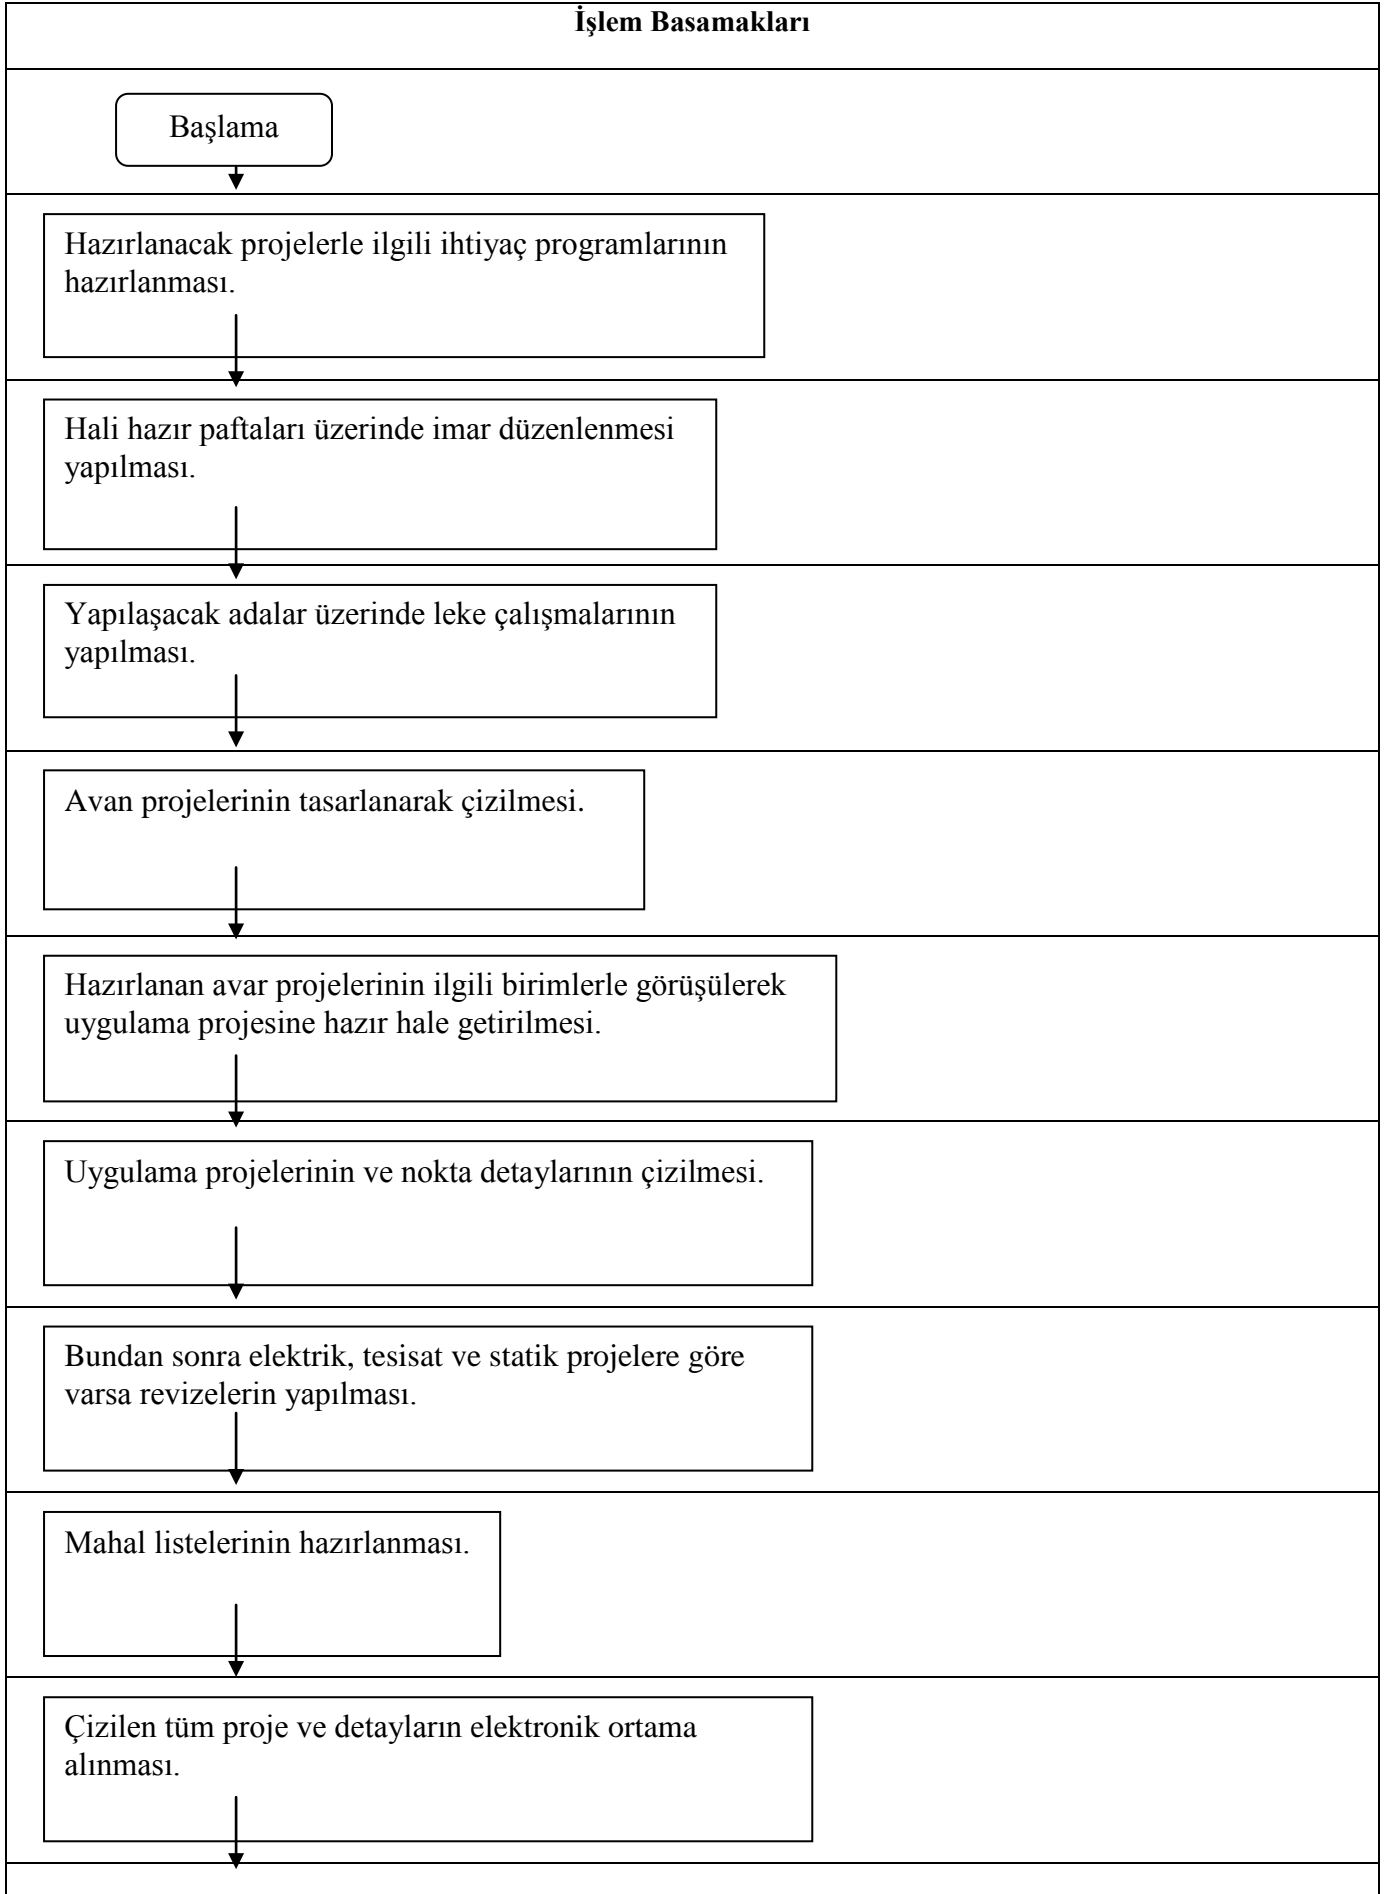 İşlem Basamakları
Başlama
Hazırlanacak projelerle ilgili ihtiyaç programlarının
hazırlanması.
Hali hazır paftaları üzerinde imar düzenlenmesi
yapılması.
Yapılaşacak adalar üzerinde leke çalışmalarının
yapılması.
Avan projelerinin tasarlanarak çizilmesi.
Hazırlanan avar projelerinin ilgili birimlerle görüşülerek
uygulama projesine hazır hale getirilmesi.
Uygulama projelerinin ve nokta detaylarının çizilmesi.
Bundan sonra elektrik, tesisat ve statik projelere göre
varsa revizelerin yapılması.
Mahal listelerinin hazırlanması.
Çizilen tüm proje ve detayların elektronik ortama
alınması.